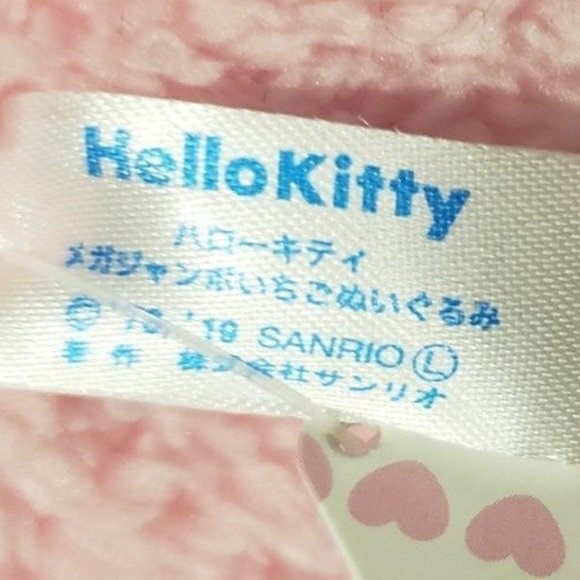 HelloKitty
ハローキティ
メガジャンボいちごぬいぐるみ
© '76, '19 SANRIO Ⓛ
著作 株式会社サンリオ